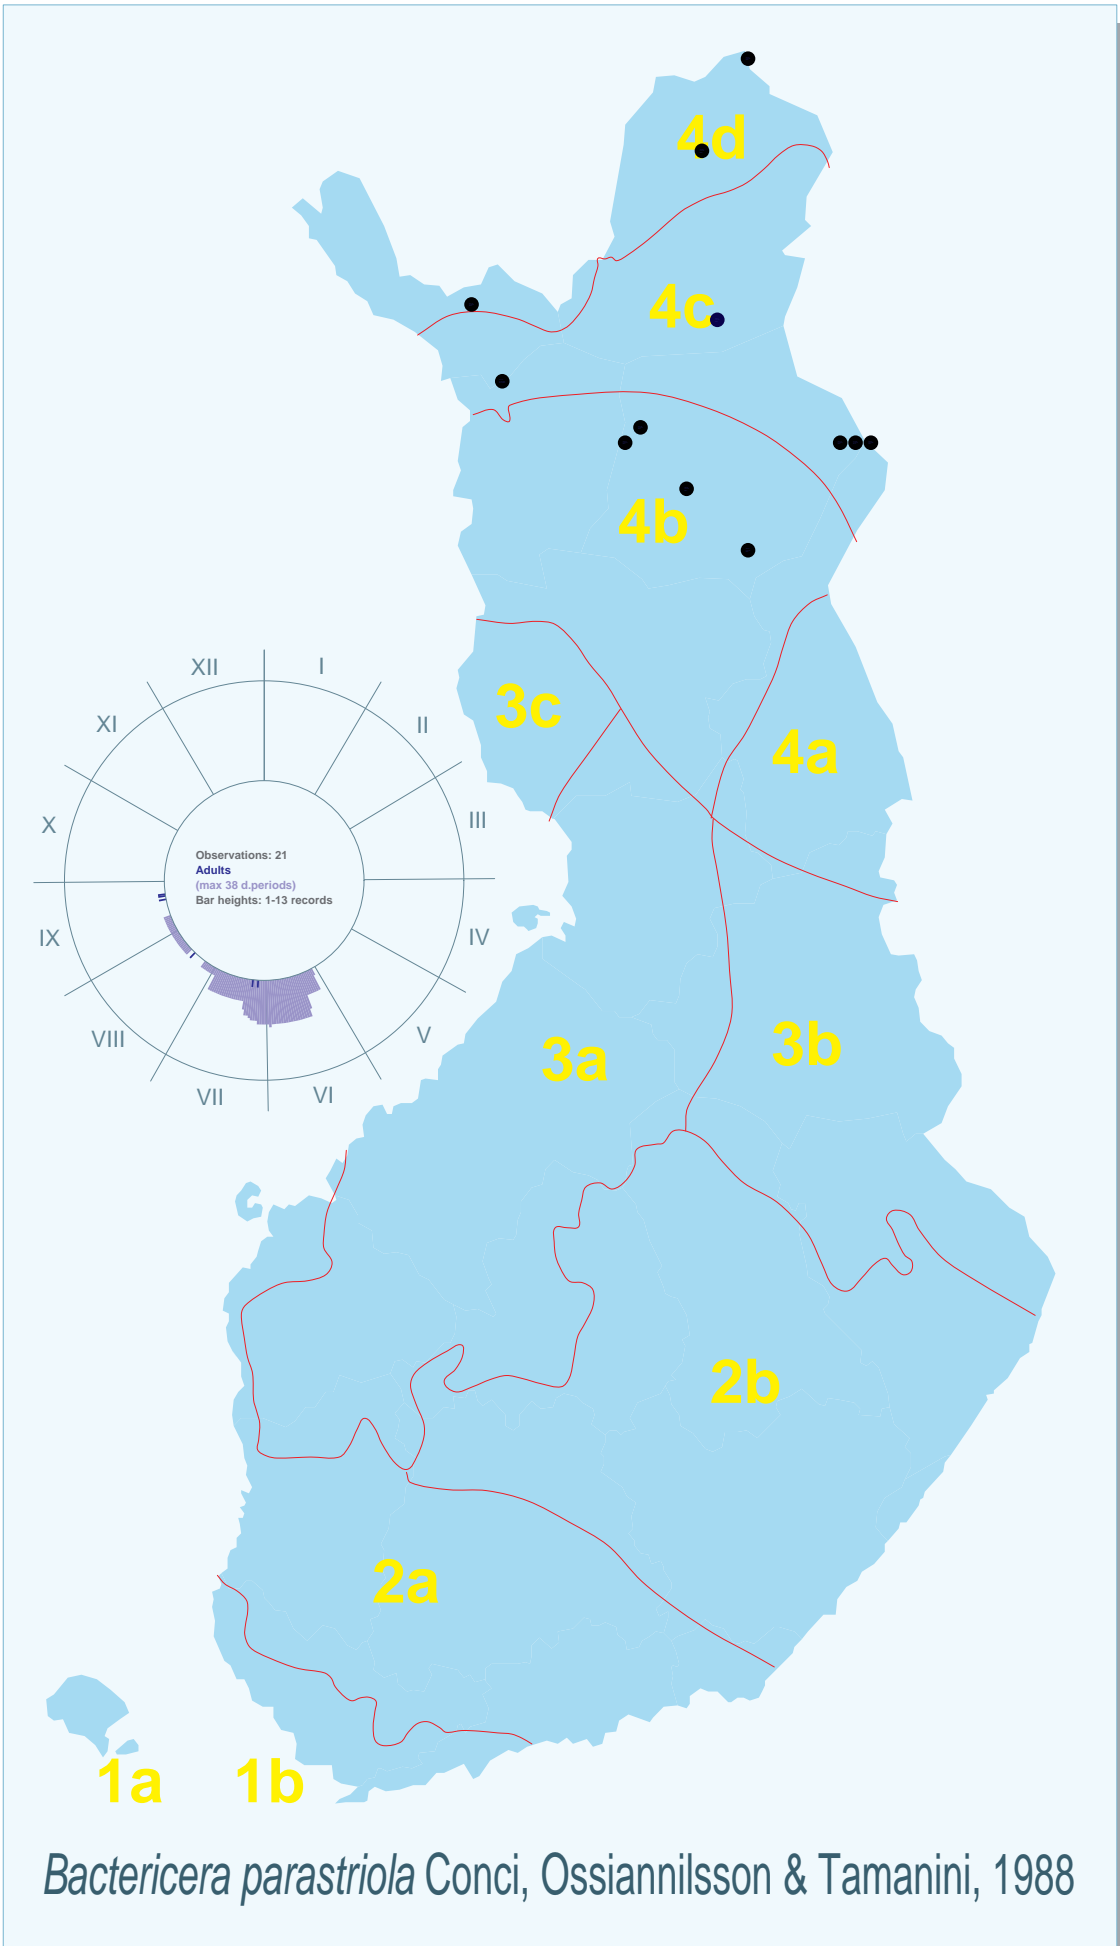 4d
4c
4b
3c
4a
XII I
XI II
X III
Observations: 21
Adults
(max 38 d.periods)
Bar heights: 1-13 records
IX IV
VIII V
VII VI
3a 3b
2b
2a
1a 1b
Bactericera parastriola Conci, Ossiannilsson & Tamanini, 1988